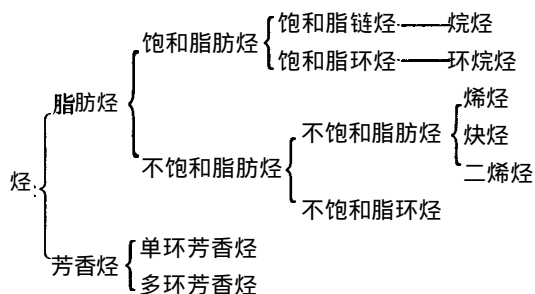 饱和脂链烃——烷烃
饱和脂肪烃
饱和脂环烃——环烷烃
脂肪烃
烯烃
不饱和脂肪烃
炔烃
二烯烃
不饱和脂肪烃
烃
不饱和脂环烃
芳香烃
单环芳香烃
多环芳香烃